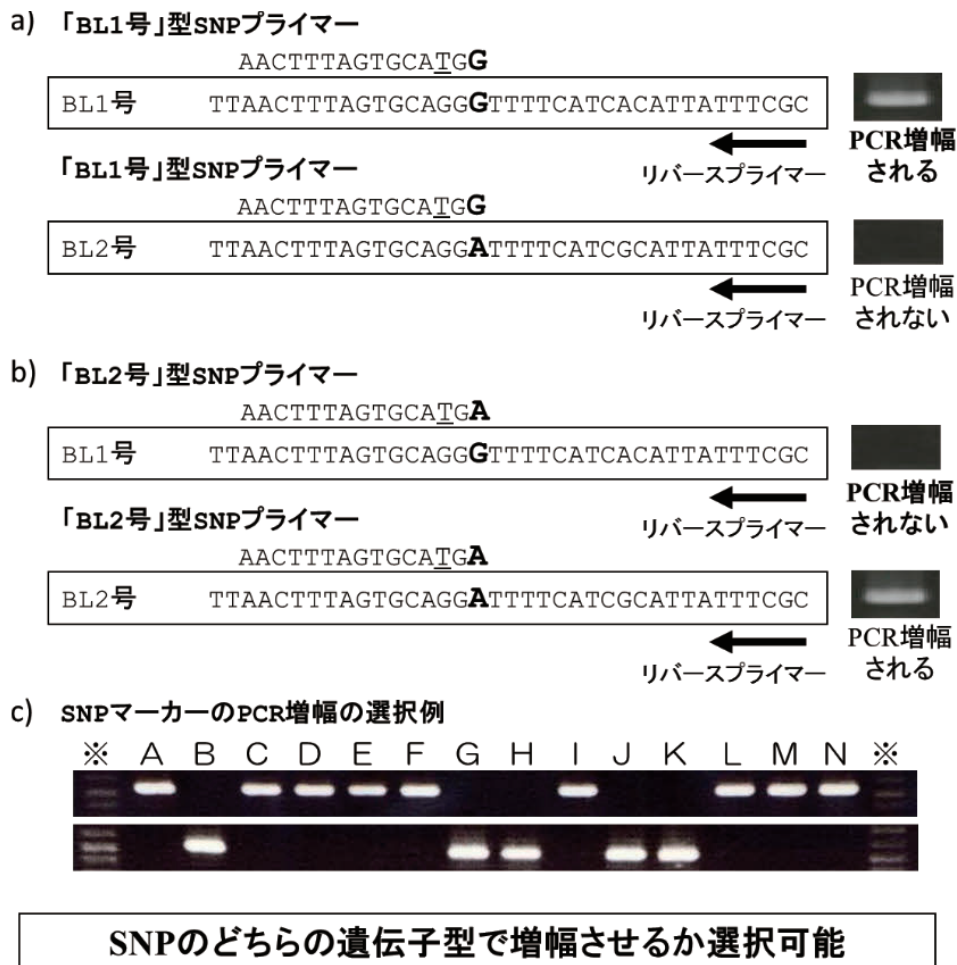 a) 「BL1号」型SNPプライマー
AACTTTAGTGCATGG
BL1号 TTAACTTTAGTGCAGGGTTTTCATCACATTATTTCGC
リバースプライマー
PCR増幅
される
「BL1号」型SNPプライマー
AACTTTAGTGCATGG
BL2号 TTAACTTTAGTGCAGGATTTTCATCGCATTATTTCGC
リバースプライマー
PCR増幅
されない
b) 「BL2号」型SNPプライマー
AACTTTAGTGCATGA
BL1号 TTAACTTTAGTGCAGGGTTTTCATCACATTATTTCGC
リバースプライマー
PCR増幅
されない
「BL2号」型SNPプライマー
AACTTTAGTGCATGA
BL2号 TTAACTTTAGTGCAGGATTTTCATCGCATTATTTCGC
リバースプライマー
PCR増幅
される
c) SNPマーカーのPCR増幅の選択例
※ A B C D E F G H I J K L M N ※
SNPのどちらの遺伝子型で増幅させるか選択可能